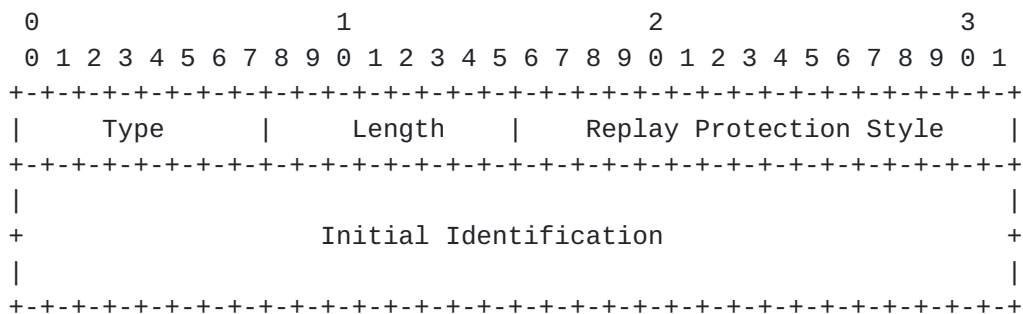 0                   1                   2                   3
 0 1 2 3 4 5 6 7 8 9 0 1 2 3 4 5 6 7 8 9 0 1 2 3 4 5 6 7 8 9 0 1
+-+-+-+-+-+-+-+-+-+-+-+-+-+-+-+-+-+-+-+-+-+-+-+-+-+-+-+-+-+-+-+-+
|     Type      |     Length    |    Replay Protection Style    |
+-+-+-+-+-+-+-+-+-+-+-+-+-+-+-+-+-+-+-+-+-+-+-+-+-+-+-+-+-+-+-+-+
|                                                               |
+                   Initial Identification                      +
|                                                               |
+-+-+-+-+-+-+-+-+-+-+-+-+-+-+-+-+-+-+-+-+-+-+-+-+-+-+-+-+-+-+-+-+